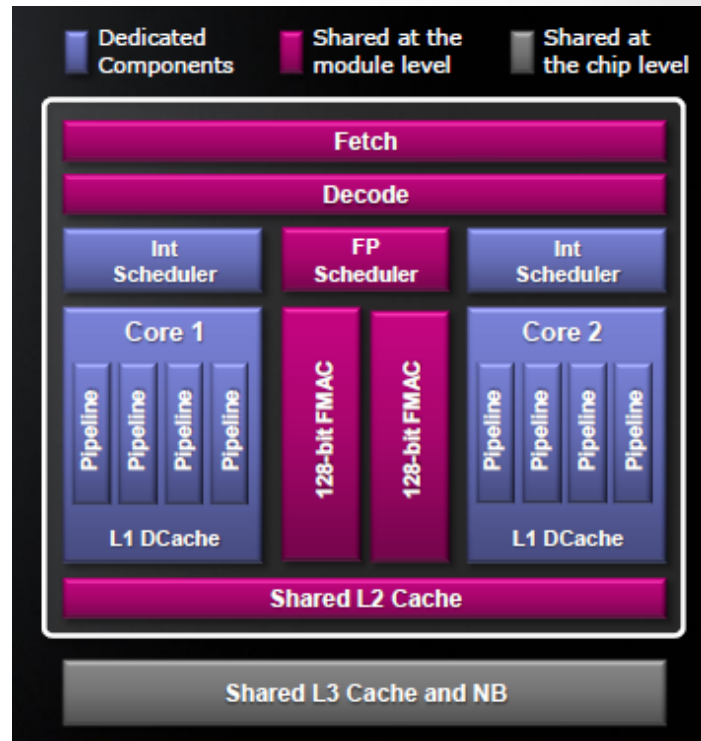 Dedicated
Components
Shared at the
module level
Shared at
the chip level
Fetch
Decode
Int
Scheduler
FP
Scheduler
Int
Scheduler
Core 1
Pipeline
Pipeline
Pipeline
Pipeline
L1 DCache
128-bit FMAC
128-bit FMAC
Core 2
Pipeline
Pipeline
Pipeline
Pipeline
L1 DCache
Shared L2 Cache
Shared L3 Cache and NB